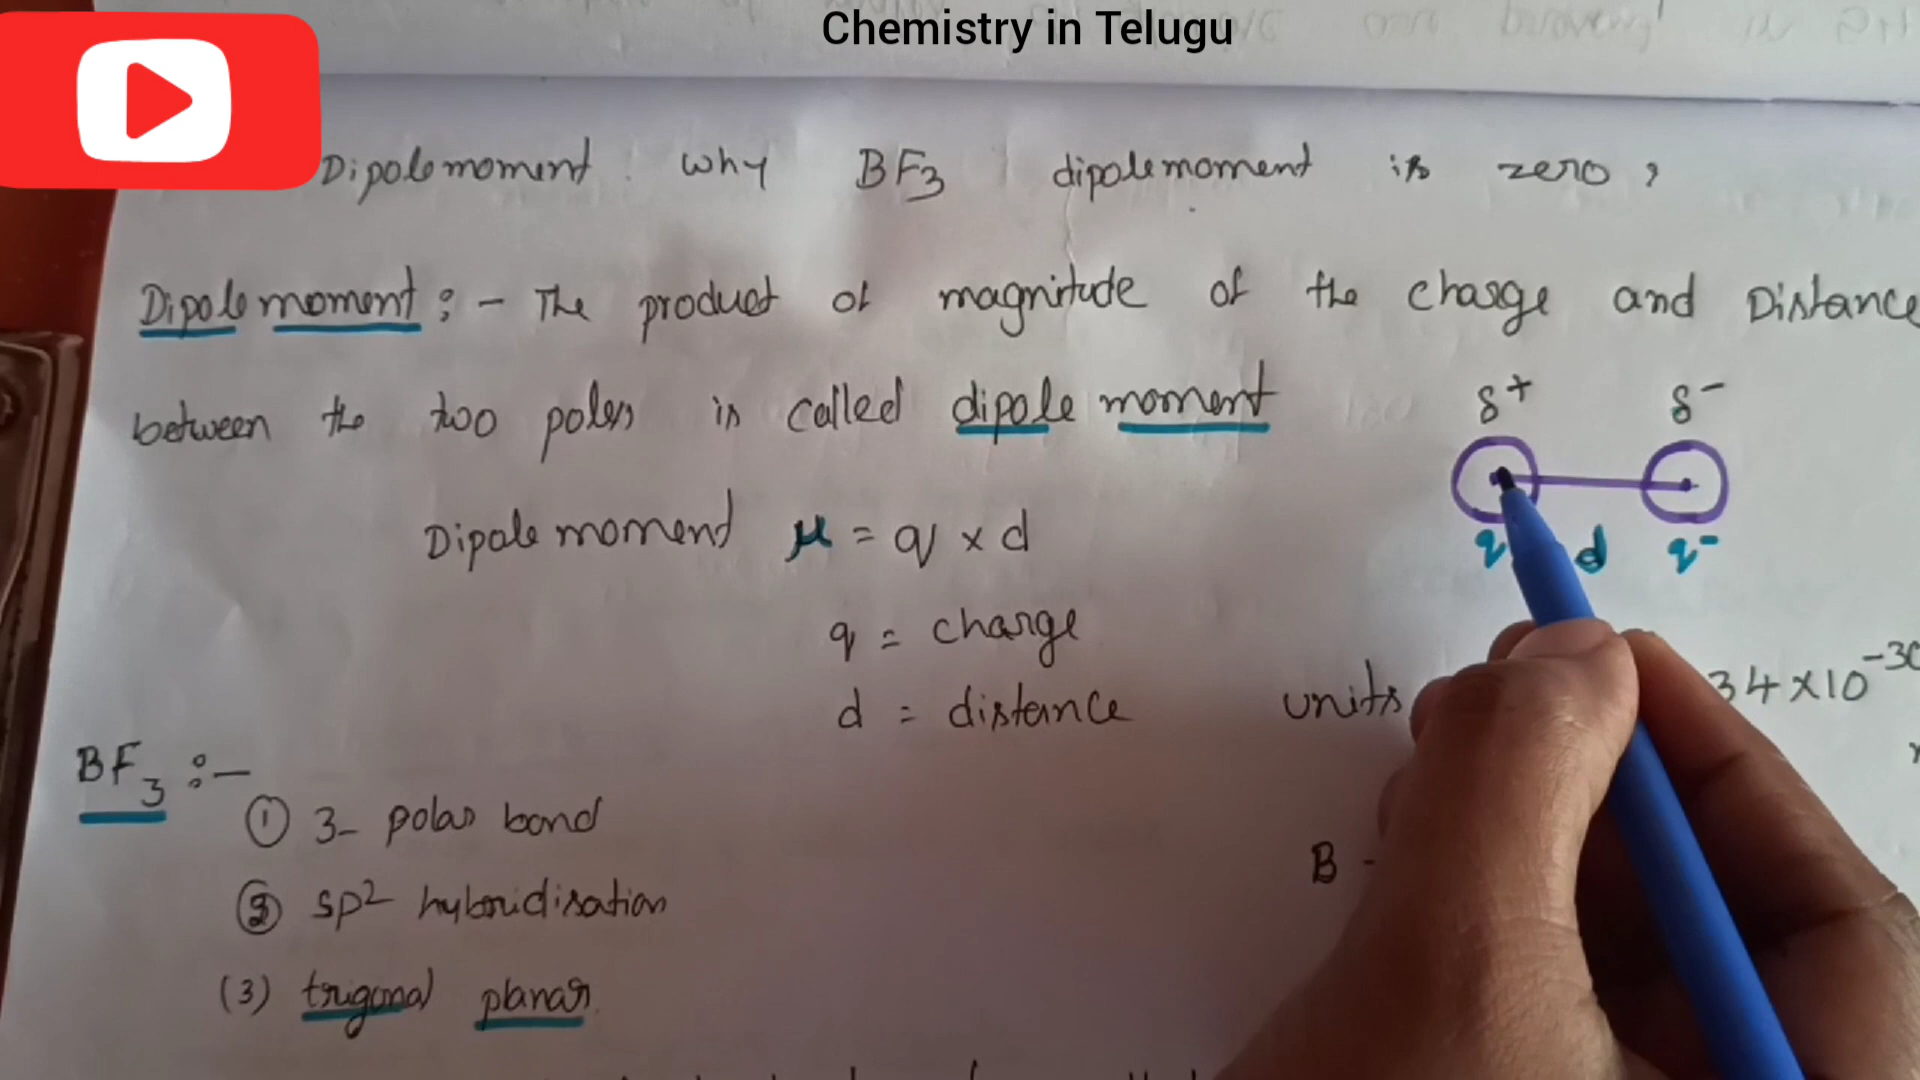 Chemistry in Telugu
Dipole moment : why BF3 dipole moment is zero ?
Dipole moment :- The product of magnitude of the charge and Distance
between the two poles is called dipole moment
δ+ δ-
Dipole moment μ = q x d
q d q-
q = charge
d = distance
units 34 x 10-30
BF3 :-
① 3- polar bond
B -
② sp2 hybridisation
(3) trigonal planar